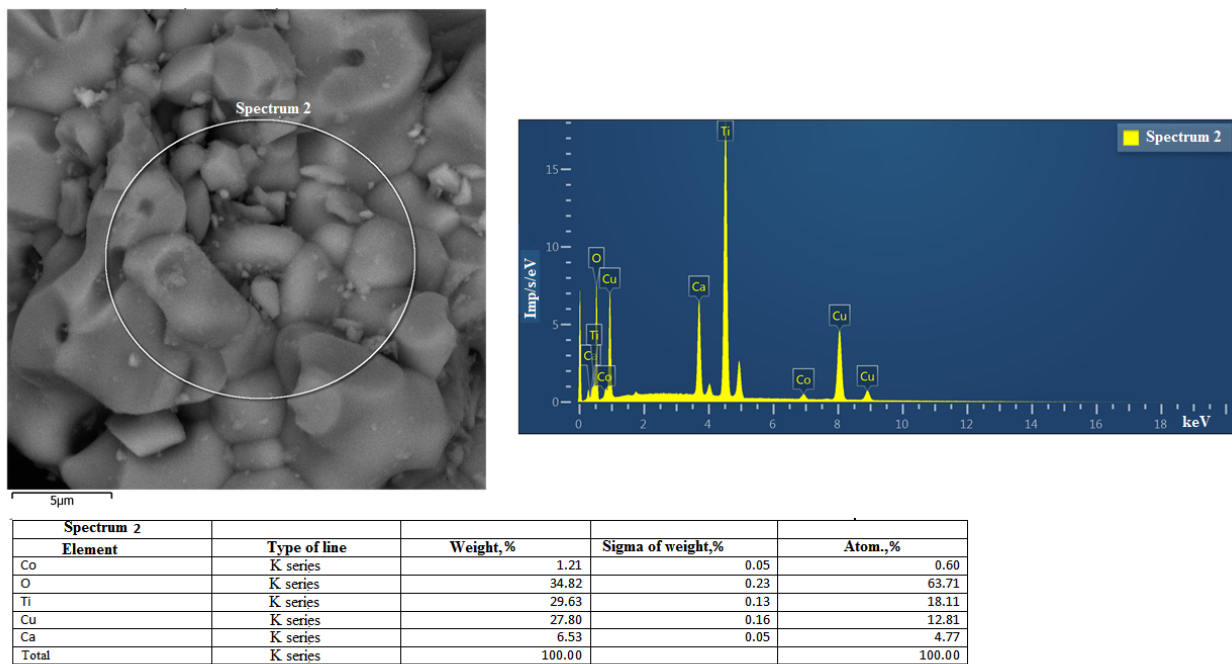 Spectrum 2
5µm
Spectrum 2
Imp/s/eV
15
10
5
0
Ti
O
Cu
Ti
Ca
Co
Ca
Co
Cu
Cu
0 2 4 6 8 10 12 14 16 18 keV
Spectrum 2
Element Type of line Weight,% Sigma of weight,% Atom.,%
Co K series 1.21 0.05 0.60
O K series 34.82 0.23 63.71
Ti K series 29.63 0.13 18.11
Cu K series 27.80 0.16 12.81
Ca K series 6.53 0.05 4.77
Total K series 100.00 100.00